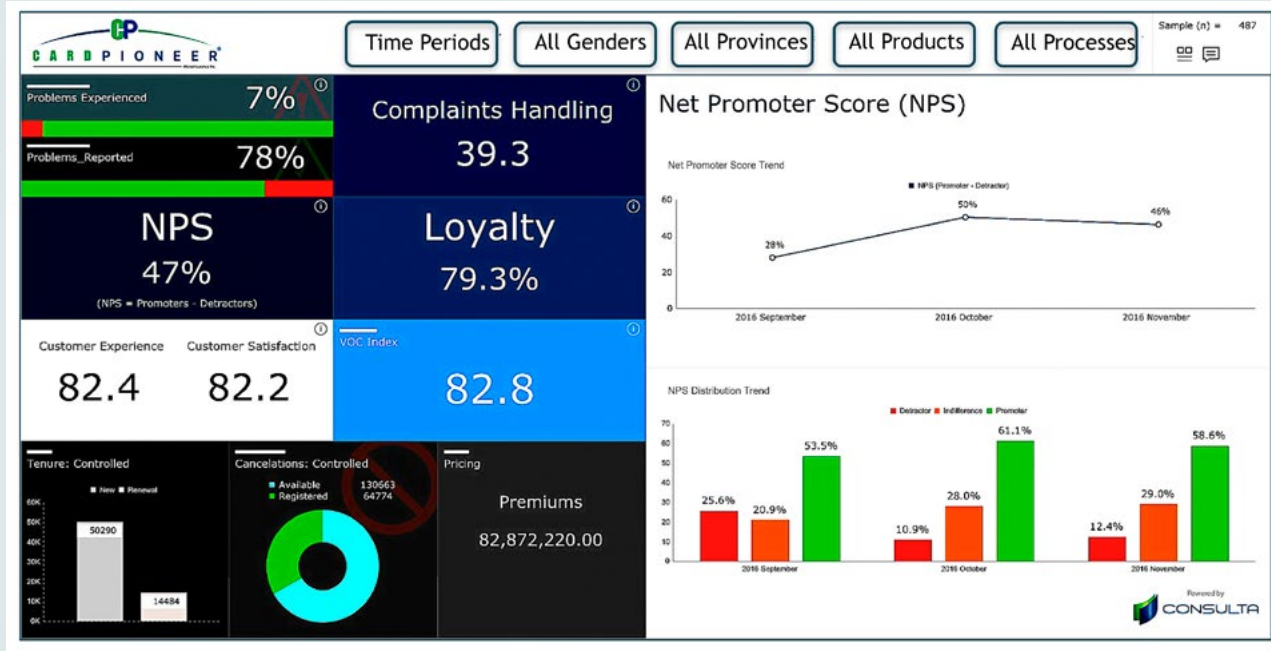 CP
CARDPIONEER
Time Periods
All Genders
All Provinces
All Products
All Processes
Sample (n) = 487
Problems Experienced 7%
Problems_Reported 78%
Complaints Handling
39.3
NPS
47%
(NPS = Promoters - Detractors)
Loyalty
79.3%
Customer Experience
82.4
Customer Satisfaction
82.2
VOC Index
82.8
Tenure: Controlled
New Renewal
60K
50K
40K
30K
20K
10K
0K
50290
14484
Cancelations: Controlled
Available 130663
Registered 64774
Pricing
Premiums
82,872,220.00
Net Promoter Score (NPS)
Net Promoter Score Trend
NPS (Promoter - Detractor)
60
40
20
0
28%
50%
46%
2016 September
2016 October
2016 November
NPS Distribution Trend
Detractor Indifference Promoter
70
60
50
40
30
20
10
0
25.6%
20.9%
53.5%
10.9%
28.0%
61.1%
12.4%
29.0%
58.6%
2016 September
2016 October
2016 November
Powered by
CONSULTA